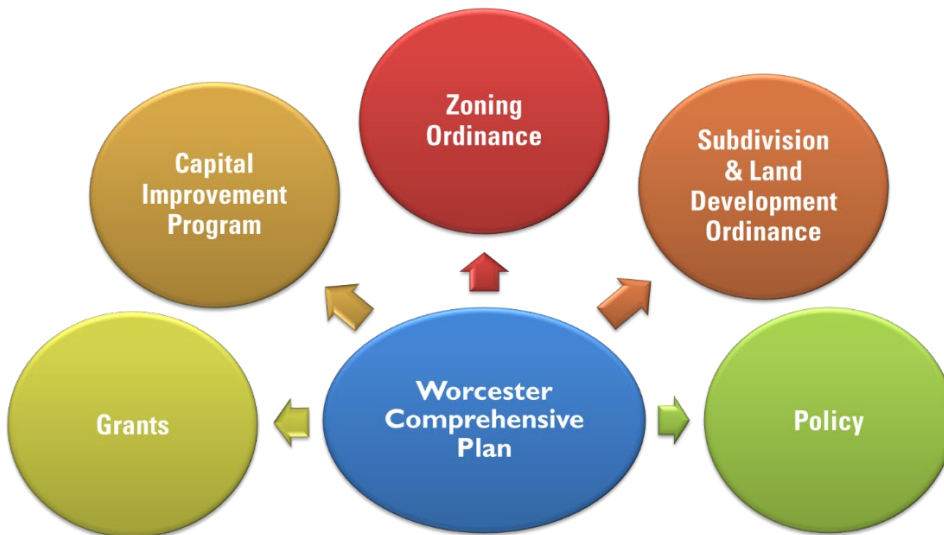 Zoning
Ordinance
Capital
Improvement
Program
Subdivision
& Land
Development
Ordinance
Grants
Worcester
Comprehensive
Plan
Policy